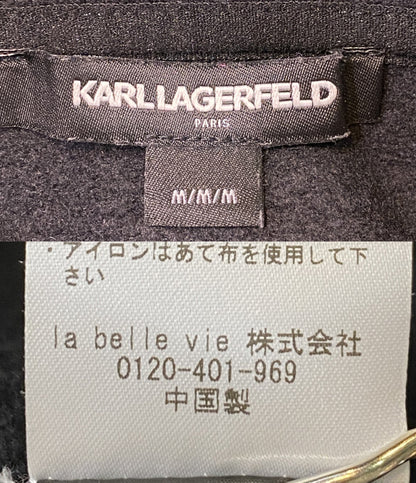 KARL LAGERFELD
PARIS
M/M/M
・アイロンはあて布を使用して下
さい
la belle vie 株式会社
0120-401-969
中国製